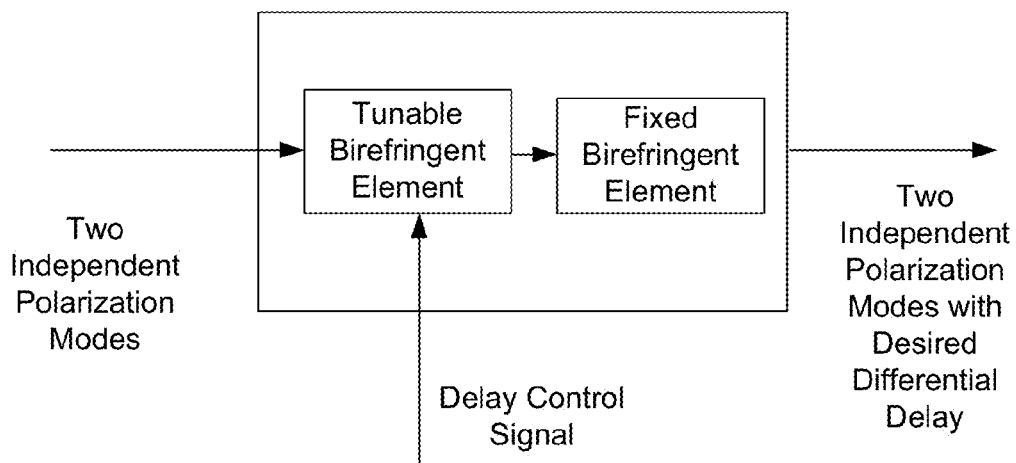 Tunable
Birefringent
Element
Fixed
Birefringent
Element
Two
Independent
Polarization
Modes
Two
Independent
Polarization
Modes with
Desired
Differential
Delay
Delay Control
Signal